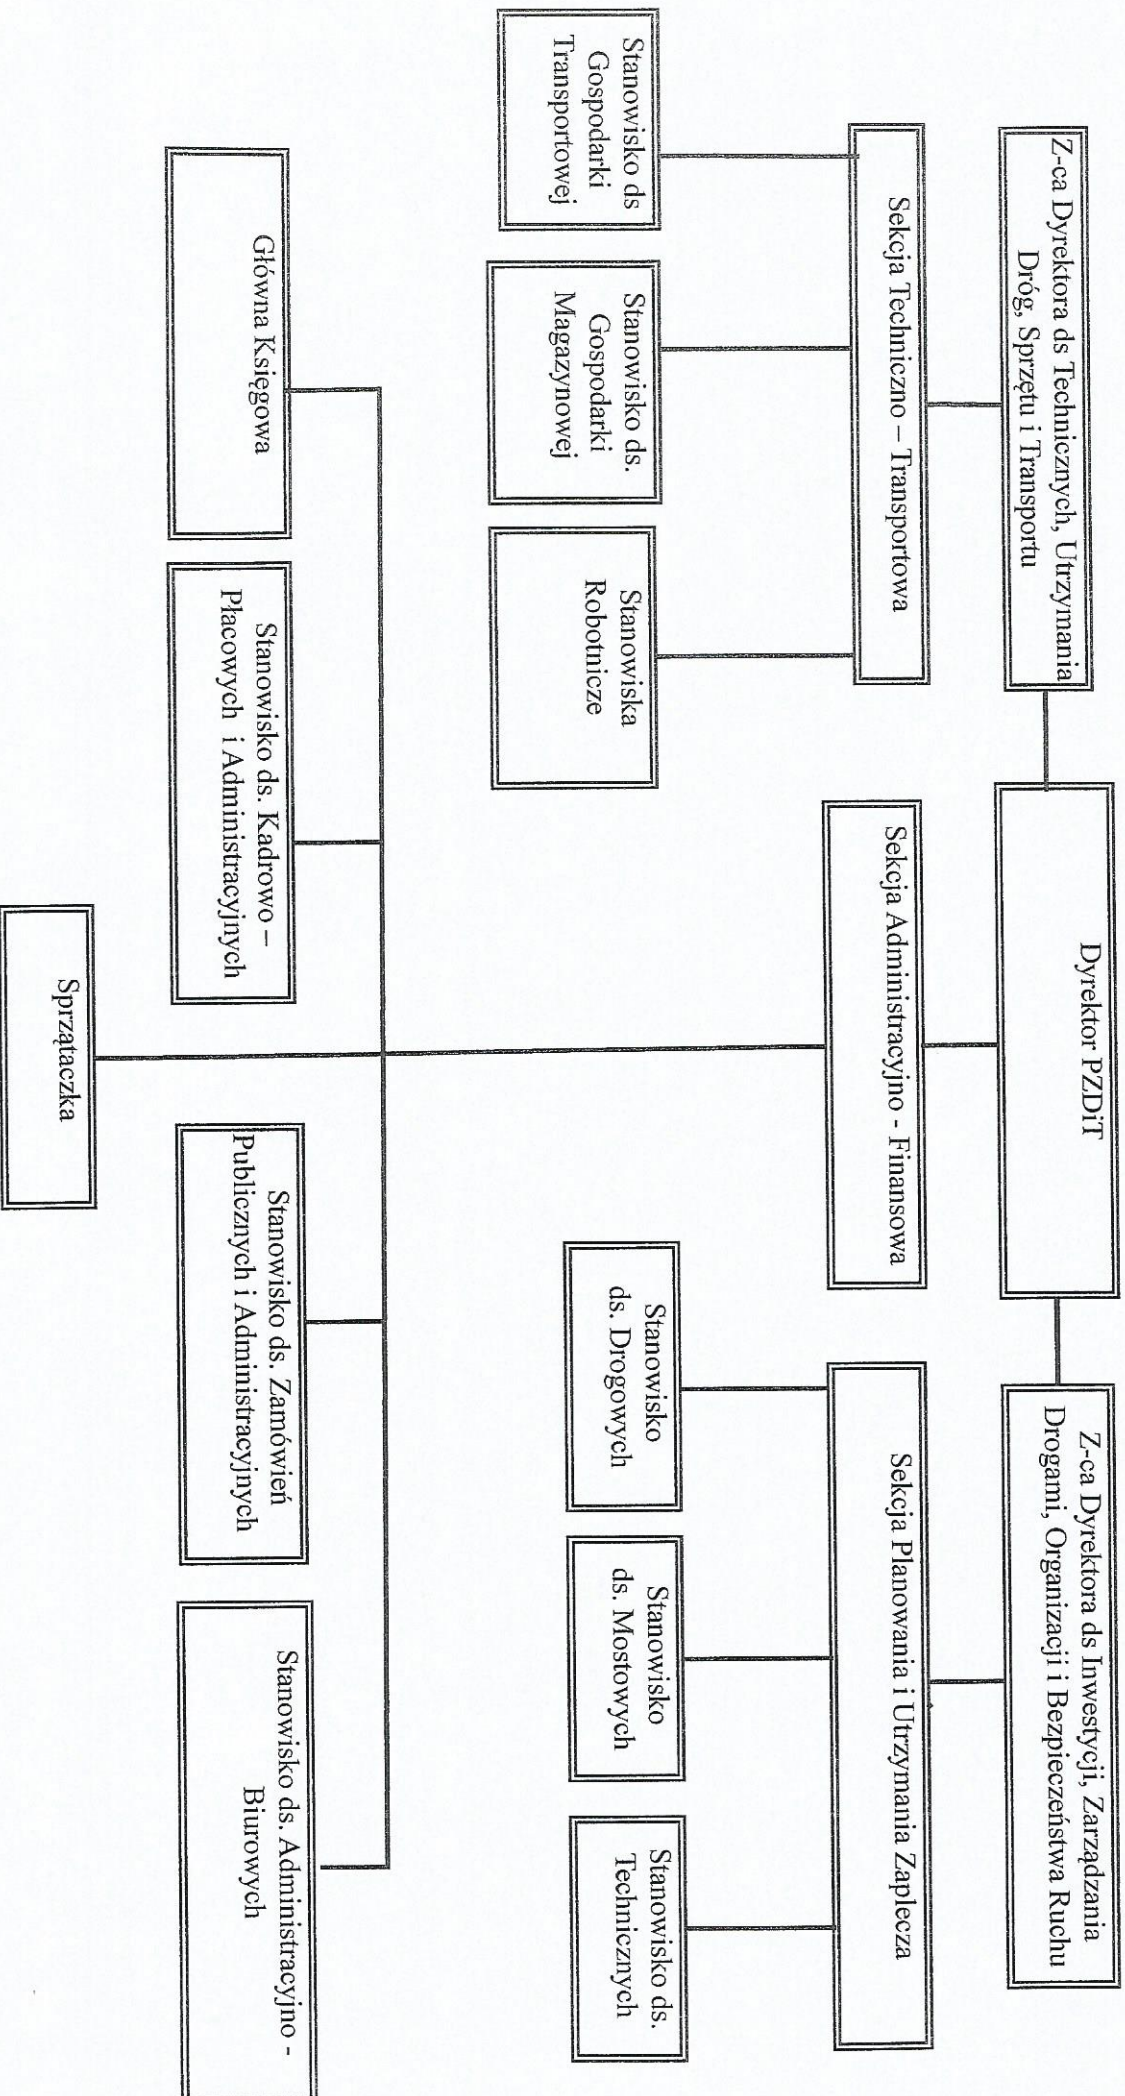 Z-ca Dyrektora ds Technicznych, Utrzymania
Dróg, Sprzętu i Transportu
Dyrektor PZDiT
Z-ca Dyrektora ds Inwestycji, Zarządzania
Drogami, Organizacji i Bezpieczeństwa Ruchu
Sekcja Techniczno – Transportowa
Sekcja Administracyjno - Finansowa
Sekcja Planowania i Utrzymania Zaplecza
Stanowisko ds
Gospodarki
Transportowej
Stanowisko ds.
Gospodarki
Magazynowej
Stanowiska
Robotnicze
Stanowisko
ds. Drogowych
Stanowisko
ds. Mostowych
Stanowisko ds.
Technicznych
Główna Księgowa
Stanowisko ds. Kadrowo –
Płacowych i Administracyjnych
Stanowisko ds. Zamówień
Publicznych i Administracyjnych
Stanowisko ds. Administracyjno -
Biurowych
Sprzątaczka